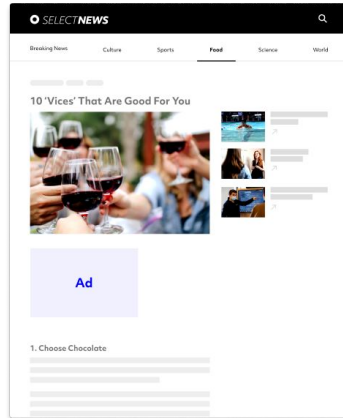 SELECTNEWS
Breaking News Culture Sports Food Science World
10 'Vices' That Are Good For You
Ad
1. Choose Chocolate